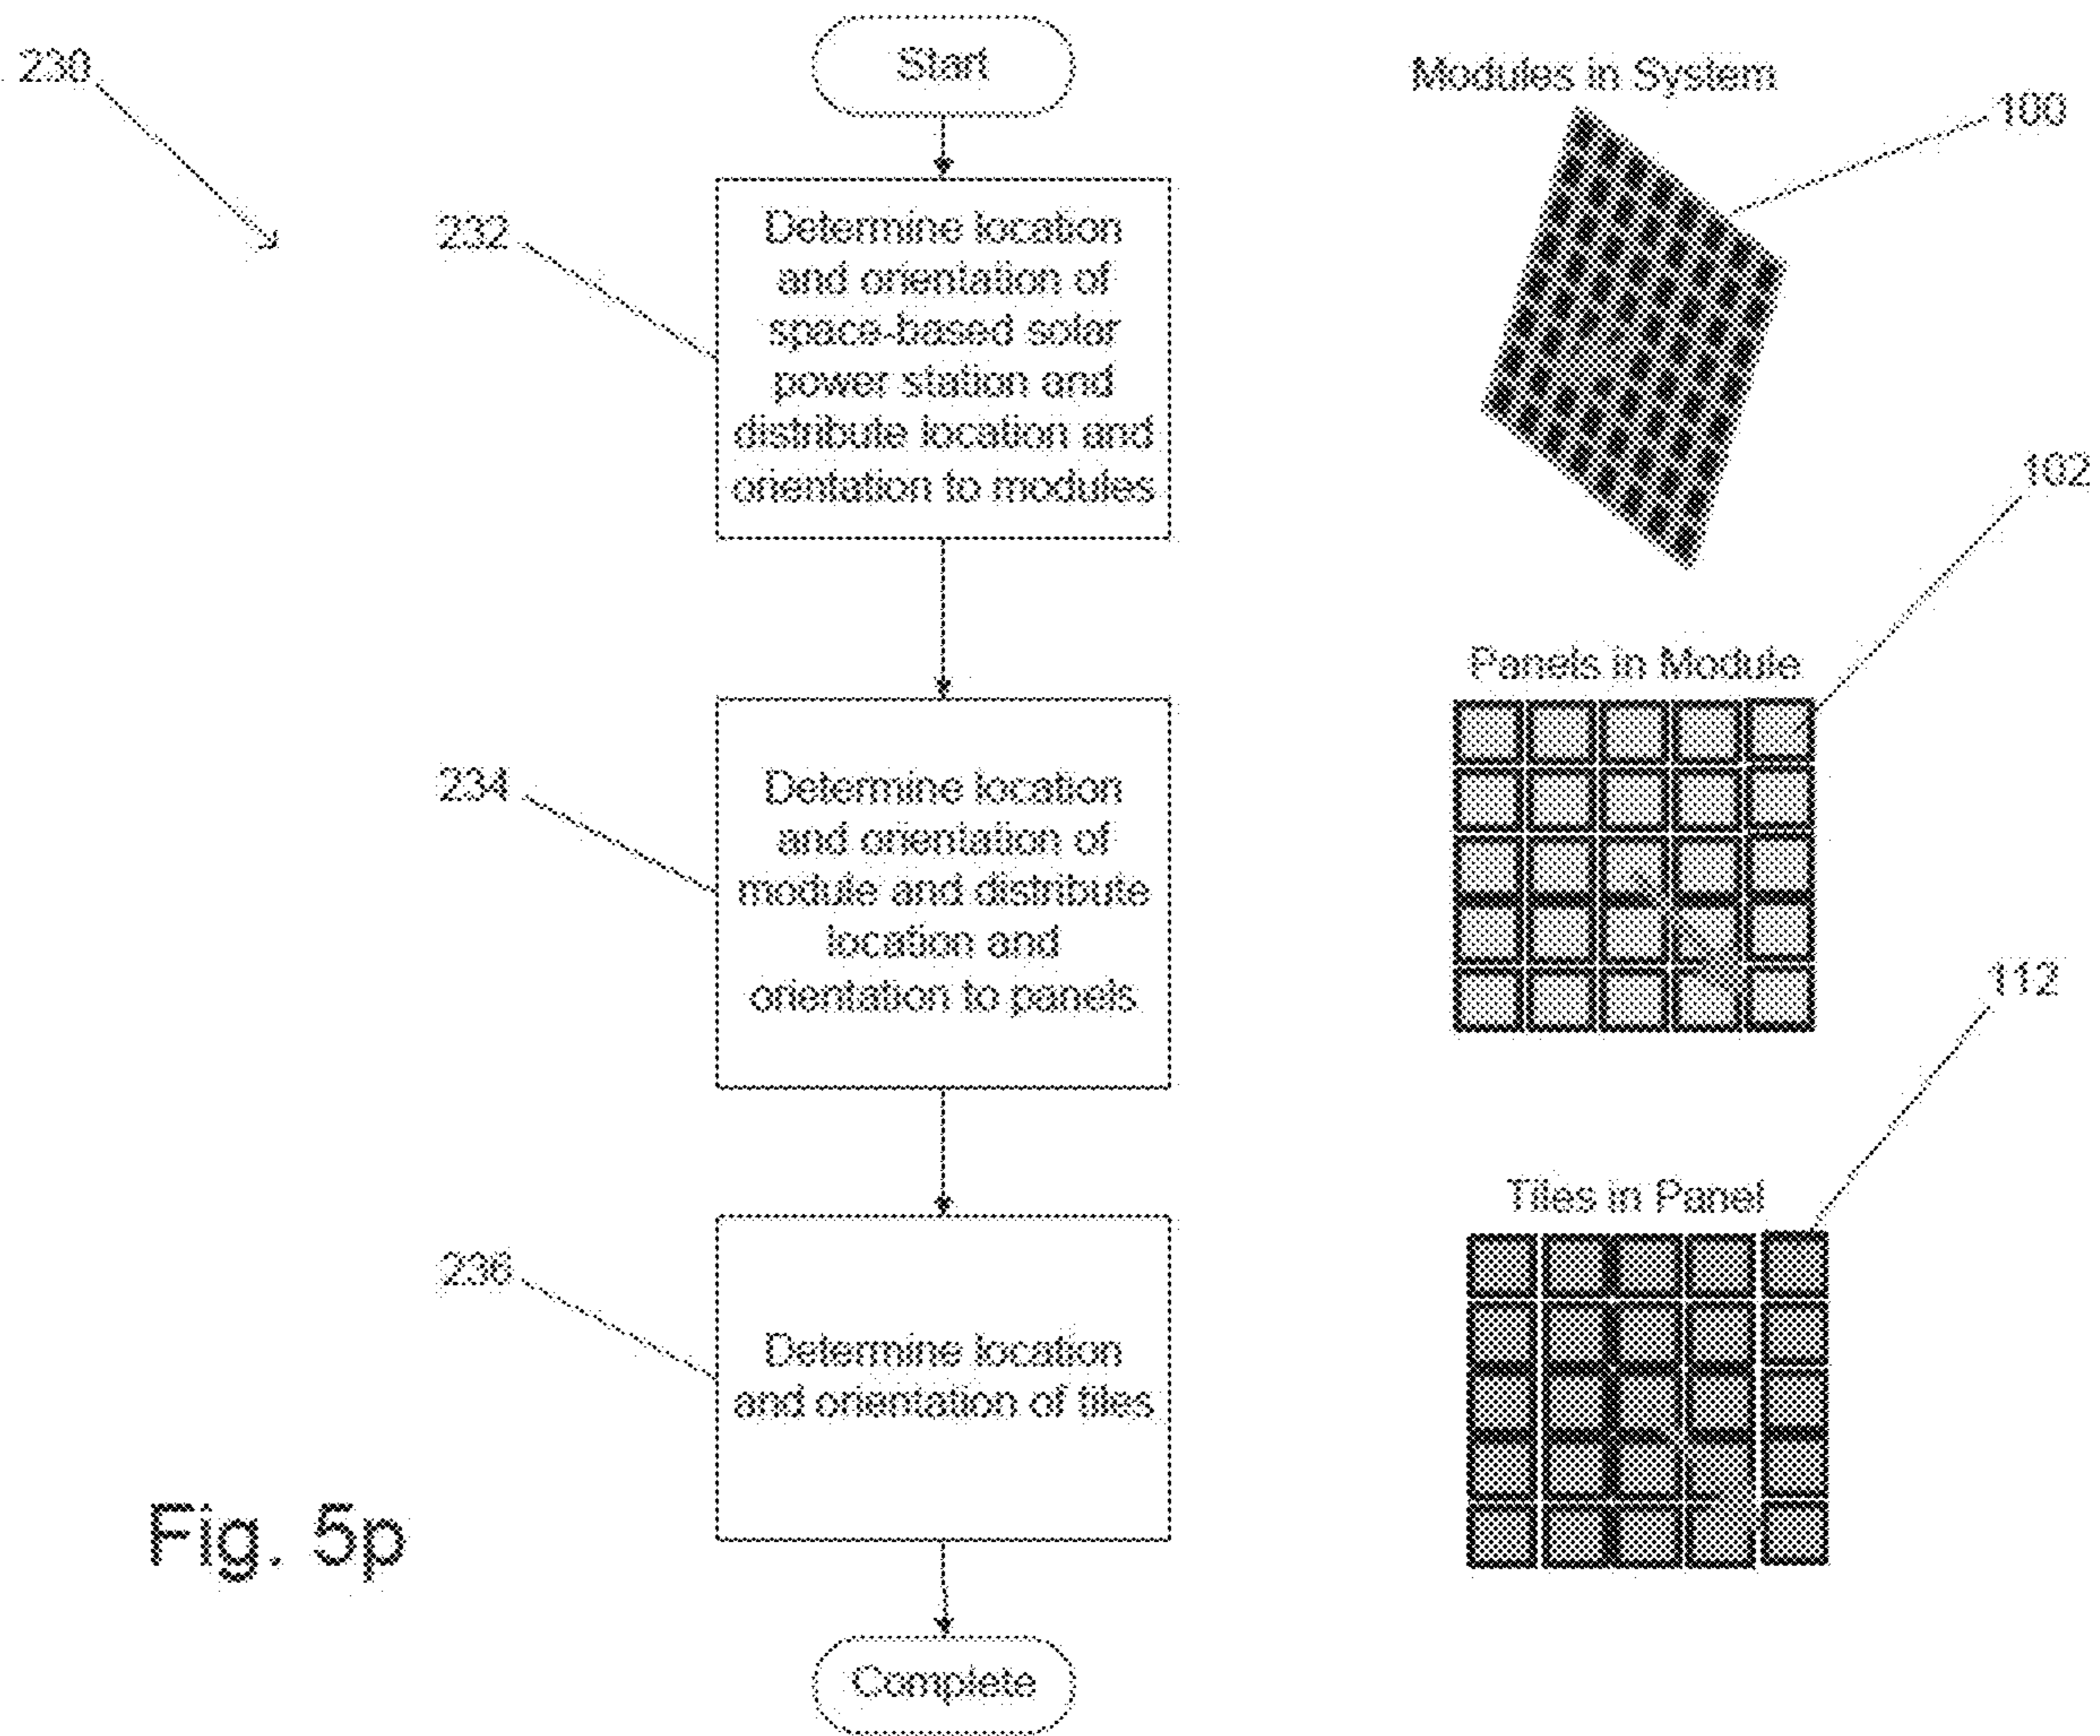 230
Start
232
Determine location
and orientation of
space-based solar
power station and
distribute location and
orientation to modules
234
Determine location
and orientation of
module and distribute
location and
orientation to panels
236
Determine location
and orientation of tiles
Complete
Modules in System
100
102
Panels in Module
112
Tiles in Panel
Fig. 5p